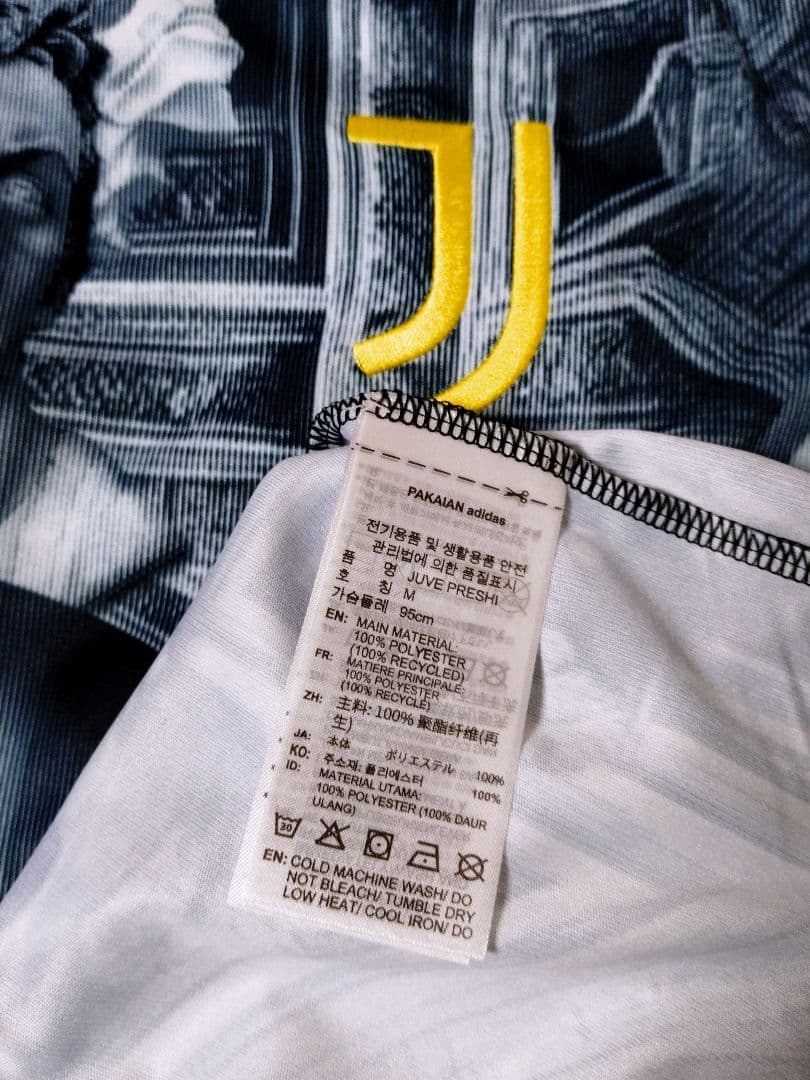 PAKAIAN adidas
전기용품 및 생활용품 안전
관리법에 의한 품질표시
품 명 JUVE PRESHI
호 칭 M
가슴둘레 95cm
EN: MAIN MATERIAL:
100% POLYESTER
(100% RECYCLED)
FR: MATIERE PRINCIPALE:
100% POLYESTER
(100% RECYCLE)
ZH: 主料: 100% 聚酯纤维(再
生)
JA: 本体 ポリエステル 100%
KO: 주소재: 폴리에스터 100%
ID: MATERIAL UTAMA:
100% POLYESTER (100% DAUR
ULANG)
30
EN: COLD MACHINE WASH/ DO
NOT BLEACH/ TUMBLE DRY
LOW HEAT/ COOL IRON/ DO